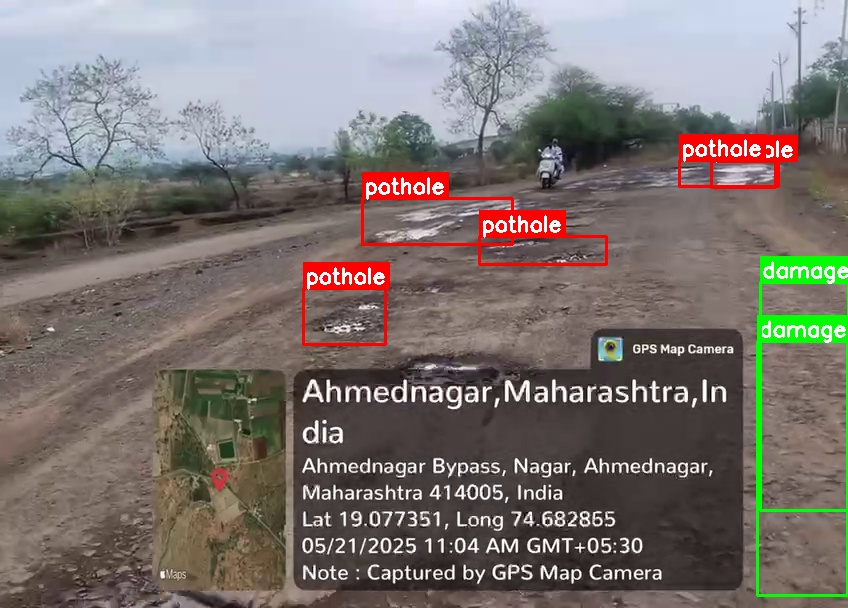 pothole ole
pothole
pothole
pothole
damage
damage
GPS Map Camera
Ahmednagar,Maharashtra,In
dia
Ahmednagar Bypass, Nagar, Ahmednagar,
Maharashtra 414005, India
Lat 19.077351, Long 74.682865
05/21/2025 11:04 AM GMT+05:30
Note : Captured by GPS Map Camera
Maps